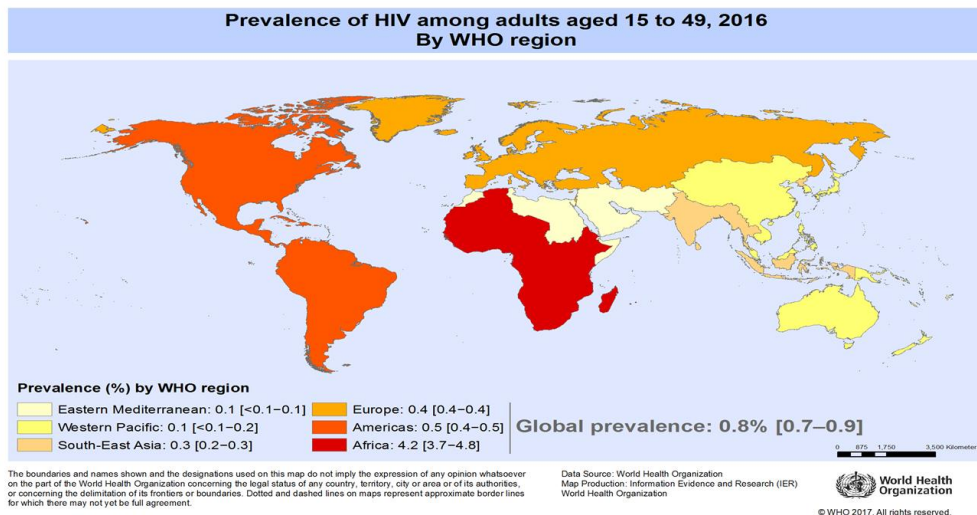 Prevalence of HIV among adults aged 15 to 49, 2016
By WHO region
Prevalence (%) by WHO region
Eastern Mediterranean: 0.1 [<0.1–0.1]
Western Pacific: 0.1 [<0.1–0.2]
South-East Asia: 0.3 [0.2–0.3]
Europe: 0.4 [0.4–0.4]
Americas: 0.5 [0.4–0.5]
Africa: 4.2 [3.7–4.8]
Global prevalence: 0.8% [0.7–0.9]
0 875 1,750 3,500 Kilometers
The boundaries and names shown and the designations used on this map do not imply the expression of any opinion whatsoever
on the part of the World Health Organization concerning the legal status of any country, territory, city or area or of its authorities,
or concerning the delimitation of its frontiers or boundaries. Dotted and dashed lines on maps represent approximate border lines
for which there may not yet be full agreement.
Data Source: World Health Organization
Map Production: Information Evidence and Research (IER)
World Health Organization
World Health
Organization
© WHO 2017. All rights reserved.